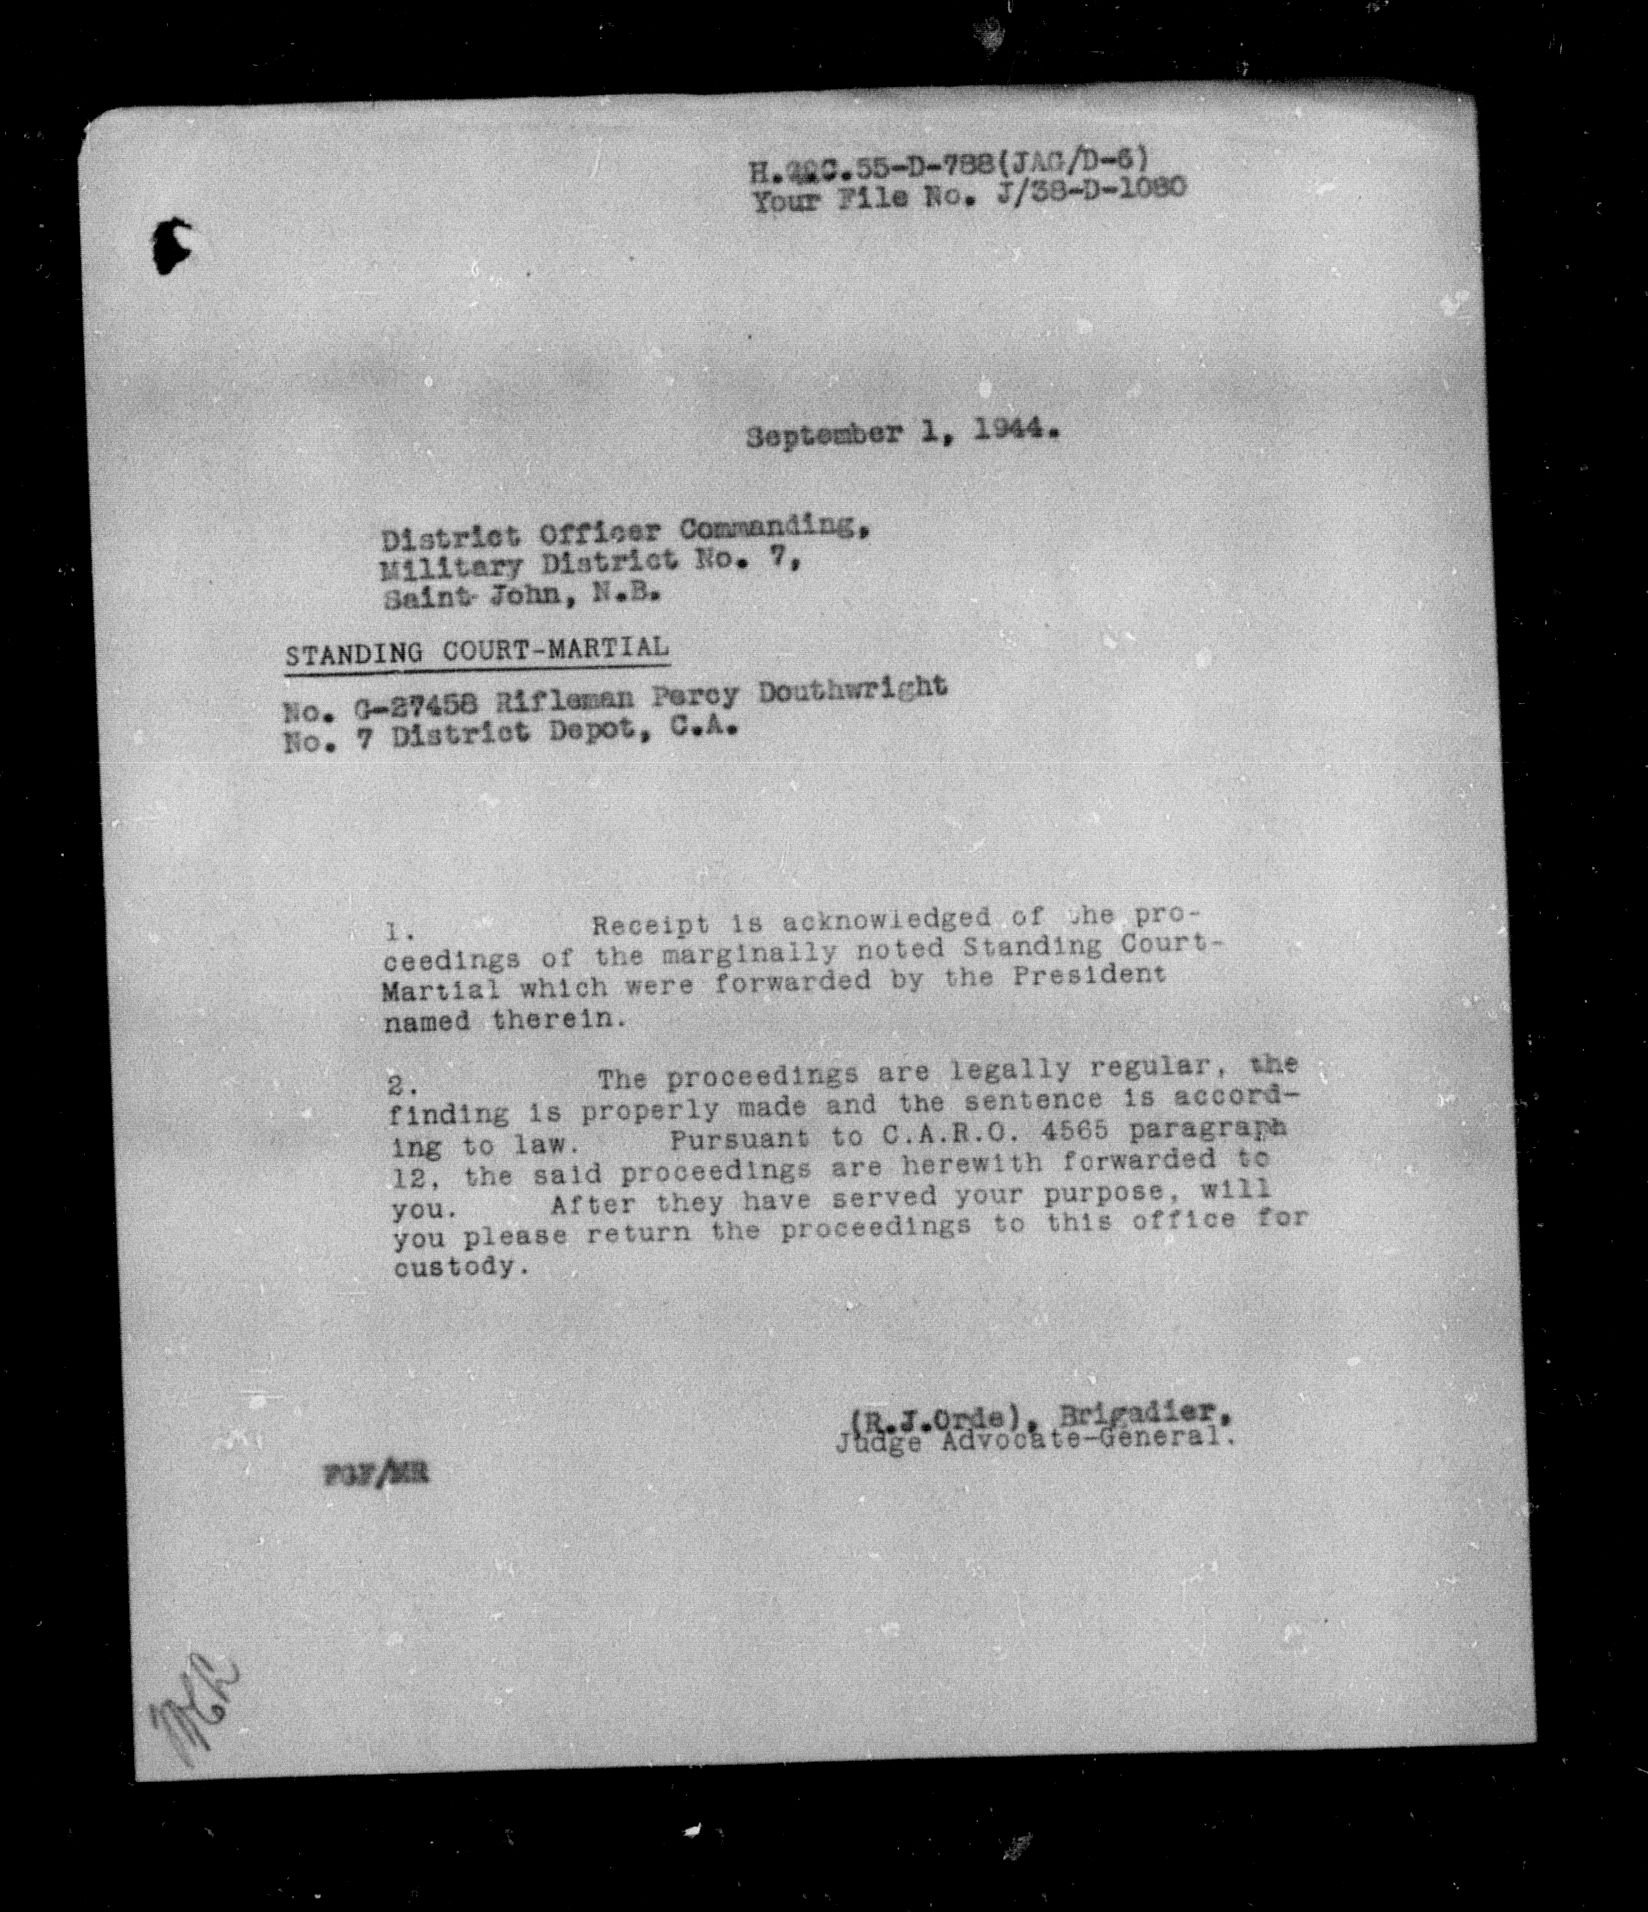 H.Q.C.55-D-788(JAG/D-6)
Your File No. J/38-D-1080
September 1, 1944.
District Officer Commanding,
Military District No. 7,
Saint John, N.B.
STANDING COURT-MARTIAL
No. G-27458 Rifleman Percy Douthwright
No. 7 District Depot, C.A.
1. Receipt is acknowledged of the pro-
ceedings of the marginally noted Standing Court-
Martial which were forwarded by the President
named therein.
2. The proceedings are legally regular, the
finding is properly made and the sentence is accord-
ing to law. Pursuant to C.A.R.O. 4565 paragraph
12, the said proceedings are herewith forwarded to
you. After they have served your purpose, will
you please return the proceedings to this office for
custody.
(R.J.Orde), Brigadier,
Judge Advocate-General.
FGF/MR